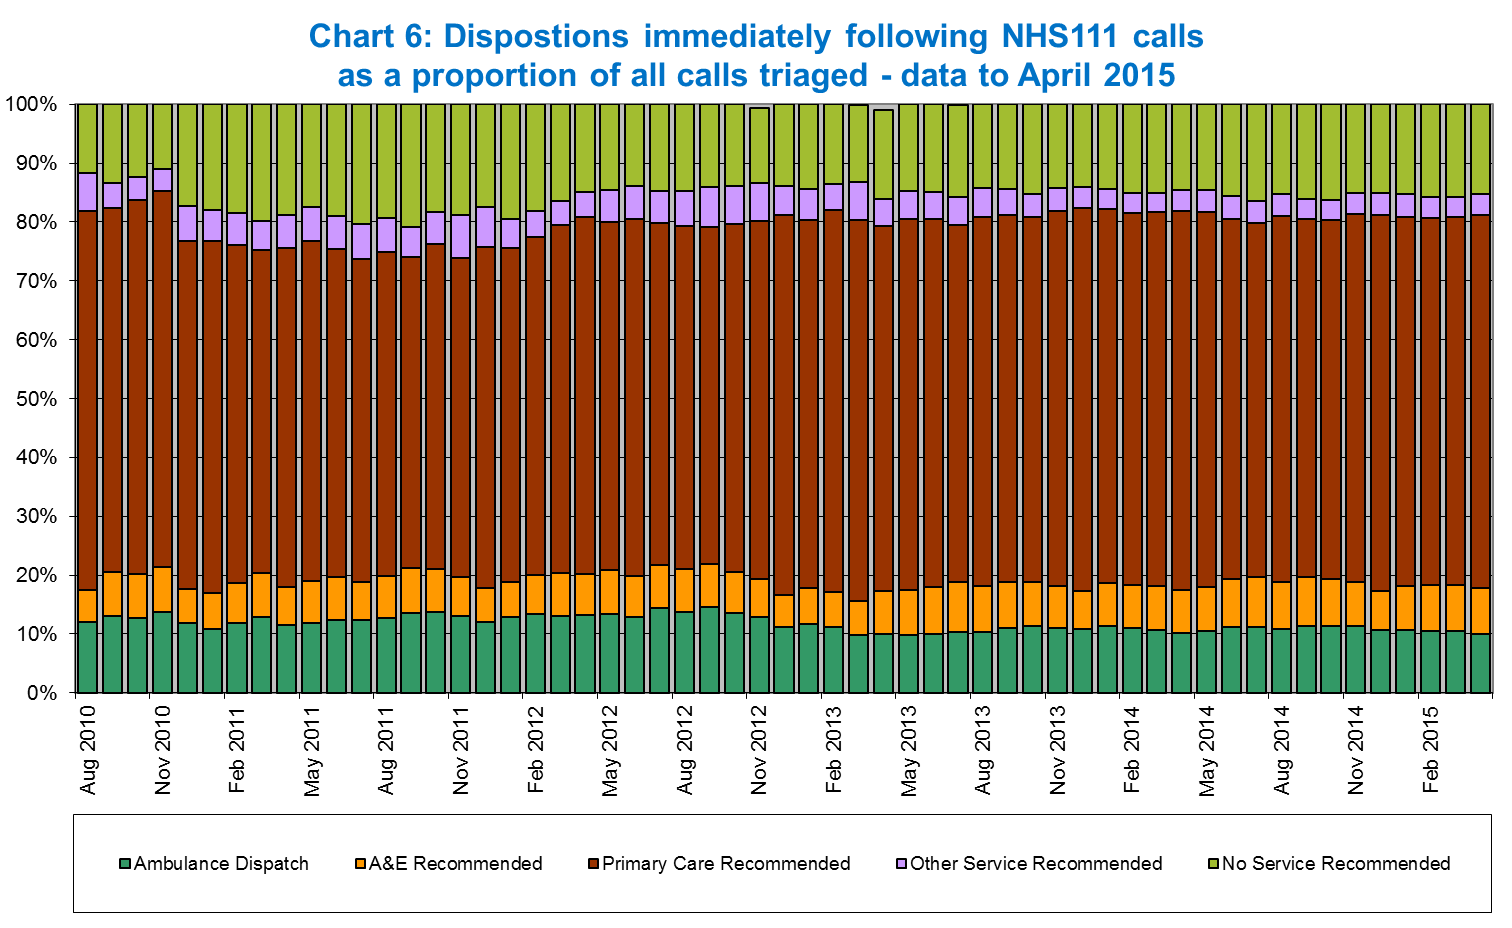 Chart 6: Dispostions immediately following NHS111 calls
as a proportion of all calls triaged - data to April 2015
100%
90%
80%
70%
60%
50%
40%
30%
20%
10%
0%
Aug 2010
Nov 2010
Feb 2011
May 2011
Aug 2011
Nov 2011
Feb 2012
May 2012
Aug 2012
Nov 2012
Feb 2013
May 2013
Aug 2013
Nov 2013
Feb 2014
May 2014
Aug 2014
Nov 2014
Feb 2015
Ambulance Dispatch A&E Recommended Primary Care Recommended Other Service Recommended No Service Recommended